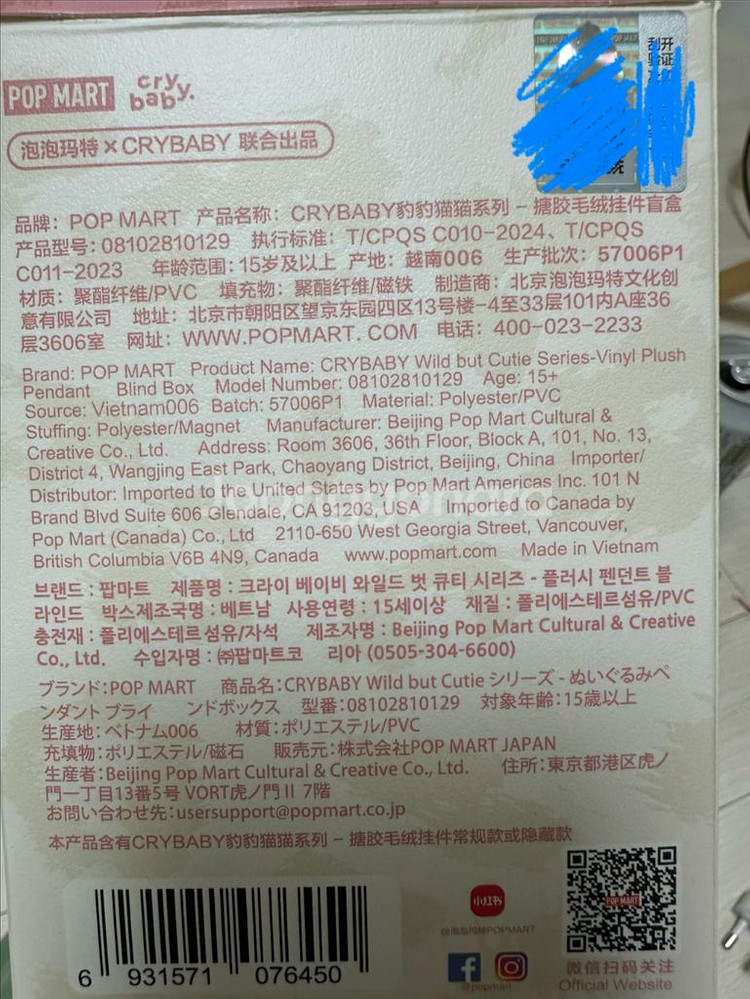 POP MART
cry
baby.
泡泡玛特×CRYBABY 联合出品
刮开
品牌：POP MART 产品名称：CRYBABY豹豹猫猫系列－搪胶毛绒挂件盲盒
产品型号：08102810129 执行标准：T/CPQS C010-2024、T/CPQS
C011-2023 年龄范围：15岁及以上 产地：越南006 生产批次：57006P1
材质：聚酯纤维/PVC 填充物：聚酯纤维/磁铁 制造商：北京泡泡玛特文化创
意有限公司 地址：北京市朝阳区望京东园四区13号楼-4至33层101内A座36
层3606室 网址：WWW.POPMART.COM 电话：400-023-2233
Brand: POP MART Product Name: CRYBABY Wild but Cutie Series-Vinyl Plush
Pendant Blind Box Model Number: 08102810129 Age: 15+
Source: Vietnam006 Batch: 57006P1 Material: Polyester/PVC
Stuffing: Polyester/Magnet Manufacturer: Beijing Pop Mart Cultural &
Creative Co., Ltd. Address: Room 3606, 36th Floor, Block A, 101, No. 13,
District 4, Wangjing East Park, Chaoyang District, Beijing, China Importer/
Distributor: Imported to the United States by Pop Mart Americas Inc. 101 N
Brand Blvd Suite 606 Glendale, CA 91203, USA Imported to Canada by
Pop Mart (Canada) Co., Ltd 2110-650 West Georgia Street, Vancouver,
British Columbia V6B 4N9, Canada www.popmart.com Made in Vietnam
브랜드 : 팝마트 제품명 : 크라이 베이비 와일드 벗 큐티 시리즈 - 플러시 펜던트 블
라인드 박스제조국명 : 베트남 사용연령 : 15세이상 재질 : 폴리에스테르섬유/PVC
충전재 : 폴리에스테르섬유/자석 제조자명 : Beijing Pop Mart Cultural & Creative
Co., Ltd. 수입자명 : ㈜팝마트코 리아 (0505-304-6600)
ブランド：POP MART 商品名：CRYBABY Wild but Cutie シリーズ - ぬいぐるみペ
ンダント ブライ ンドボックス 型番：08102810129 対象年齢：15歳以上
生産地：ベトナム006 材質：ポリエステル/PVC
充填物：ポリエステル/磁石 販売元：株式会社POP MART JAPAN
生産者：Beijing Pop Mart Cultural & Creative Co., Ltd. 住所：東京都港区虎ノ
門一丁目13番5号 VORT虎ノ門Ⅱ 7階
お問い合わせ先：usersupport@popmart.co.jp
本产品含有CRYBABY豹豹猫猫系列－搪胶毛绒挂件常规款或隐藏款
6 931571 076450
小红书
@泡泡玛特POPMART
@popmart
POP MART
微信扫码关注
Official Website